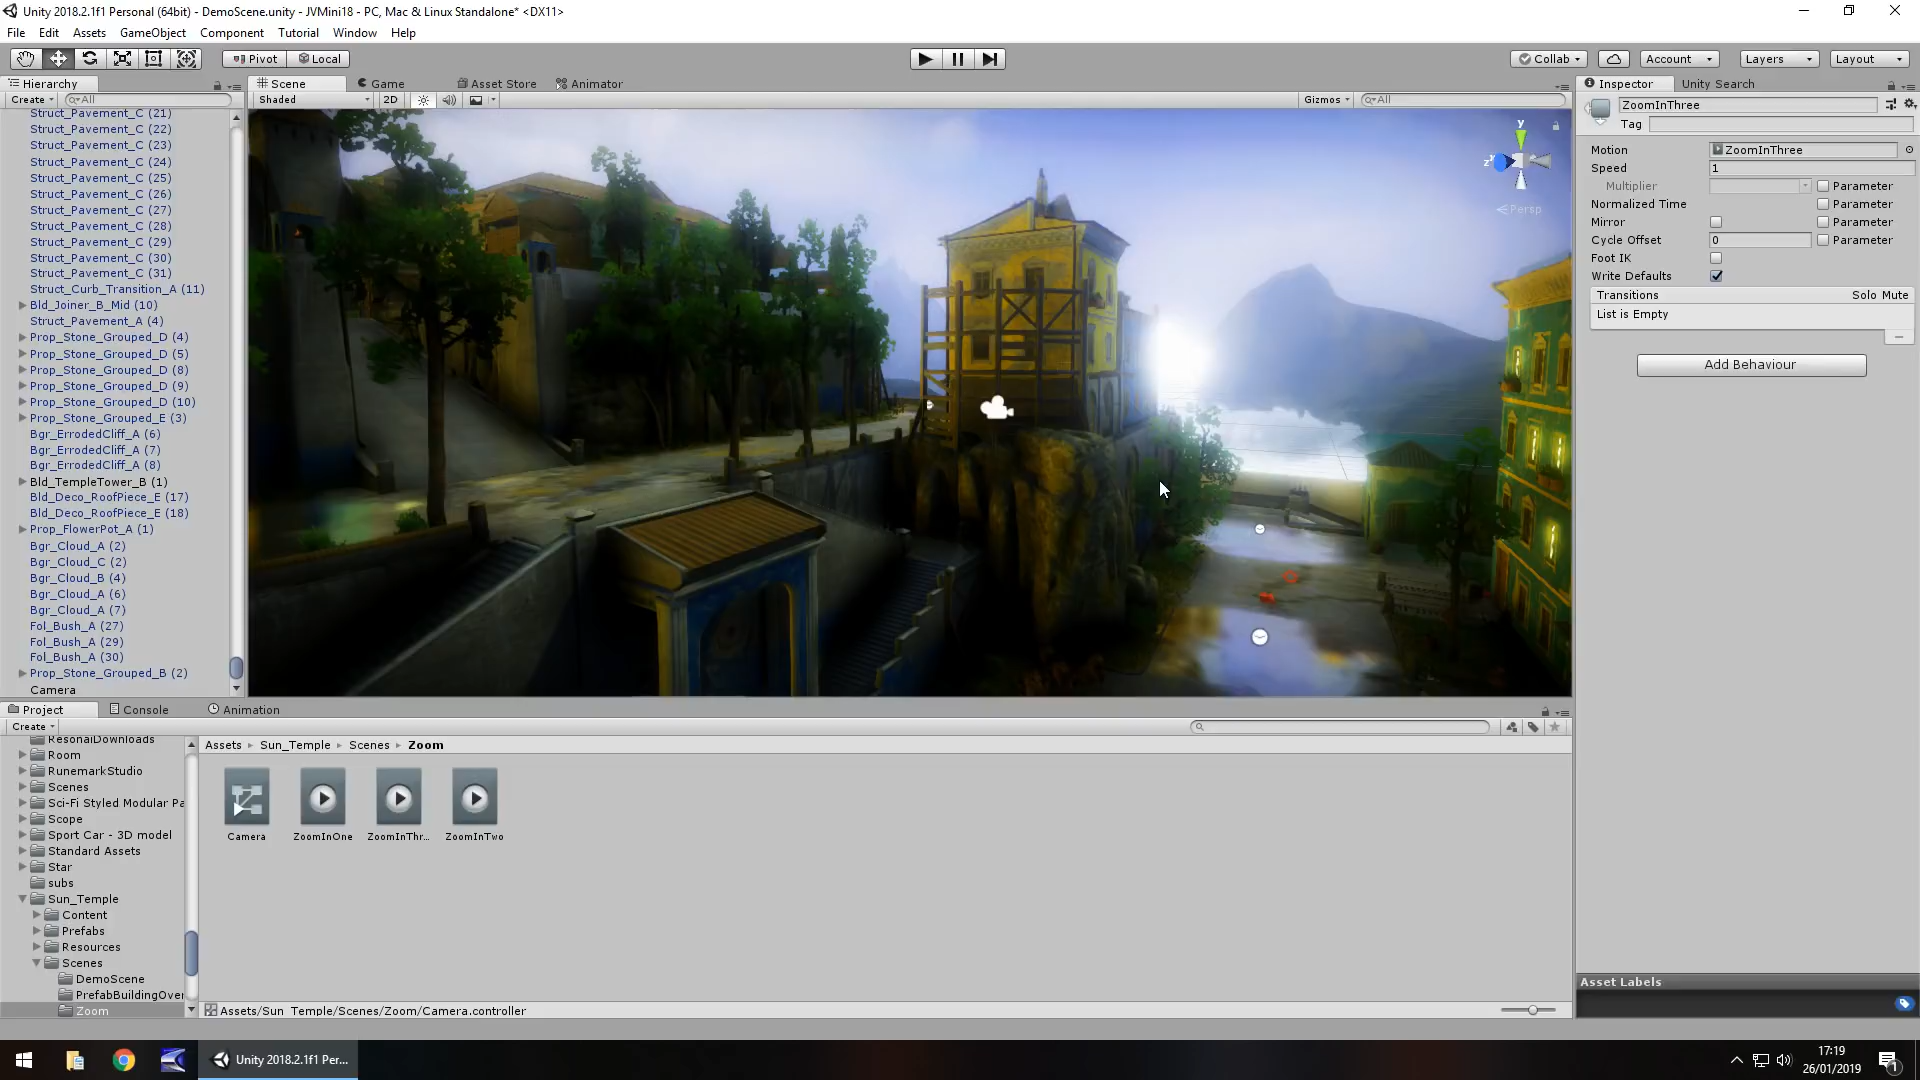 Unity 2018.2.1f1 Personal (64bit) - DemoScene.unity - JVMini18 - PC, Mac & Linux Standalone* <DX11>
File Edit Assets GameObject Component Tutorial Window Help
Pivot Local Collab Account Layers Layout
Hierarchy Scene Game Asset Store Animator Inspector Unity Search
Create All Shaded 2D Gizmos All
Struct_Pavement_C (21)
Struct_Pavement_C (22)
Struct_Pavement_C (23)
Struct_Pavement_C (24)
Struct_Pavement_C (25)
Struct_Pavement_C (26)
Struct_Pavement_C (27)
Struct_Pavement_C (28)
Struct_Pavement_C (29)
Struct_Pavement_C (30)
Struct_Pavement_C (31)
Struct_Curb_Transition_A (11)
Bld_Joiner_B_Mid (10)
Struct_Pavement_A (4)
Prop_Stone_Grouped_D (4)
Prop_Stone_Grouped_D (5)
Prop_Stone_Grouped_D (8)
Prop_Stone_Grouped_D (9)
Prop_Stone_Grouped_D (10)
Prop_Stone_Grouped_E (3)
Bgr_ErrodedCliff_A (6)
Bgr_ErrodedCliff_A (7)
Bgr_ErrodedCliff_A (8)
Bld_TempleTower_B (1)
Bld_Deco_RoofPiece_E (17)
Bld_Deco_RoofPiece_E (18)
Prop_FlowerPot_A (1)
Bgr_Cloud_A (2)
Bgr_Cloud_C (2)
Bgr_Cloud_B (4)
Bgr_Cloud_A (6)
Bgr_Cloud_A (7)
Fol_Bush_A (27)
Fol_Bush_A (29)
Fol_Bush_A (30)
Prop_Stone_Grouped_B (2)
Camera
y
z
Persp
ZoomInThree
Tag
Motion ZoomInThree
Speed 1
Multiplier Parameter
Normalized Time Parameter
Mirror Parameter
Cycle Offset 0 Parameter
Foot IK
Write Defaults
Transitions Solo Mute
List is Empty
Add Behaviour
Asset Labels
Project Console Animation
Create
ResonaiDownloads
Room
RunemarkStudio
Scenes
Sci-Fi Styled Modular Pa
Scope
Sport Car - 3D model
Standard Assets
Star
subs
Sun_Temple
Content
Prefabs
Resources
Scenes
DemoScene
PrefabBuildingOver
Zoom
Assets Sun_Temple Scenes Zoom
Camera ZoomInOne ZoomInThr... ZoomInTwo
Assets/Sun_Temple/Scenes/Zoom/Camera.controller
Unity 2018.2.1f1 Per...
17:19
26/01/2019
1